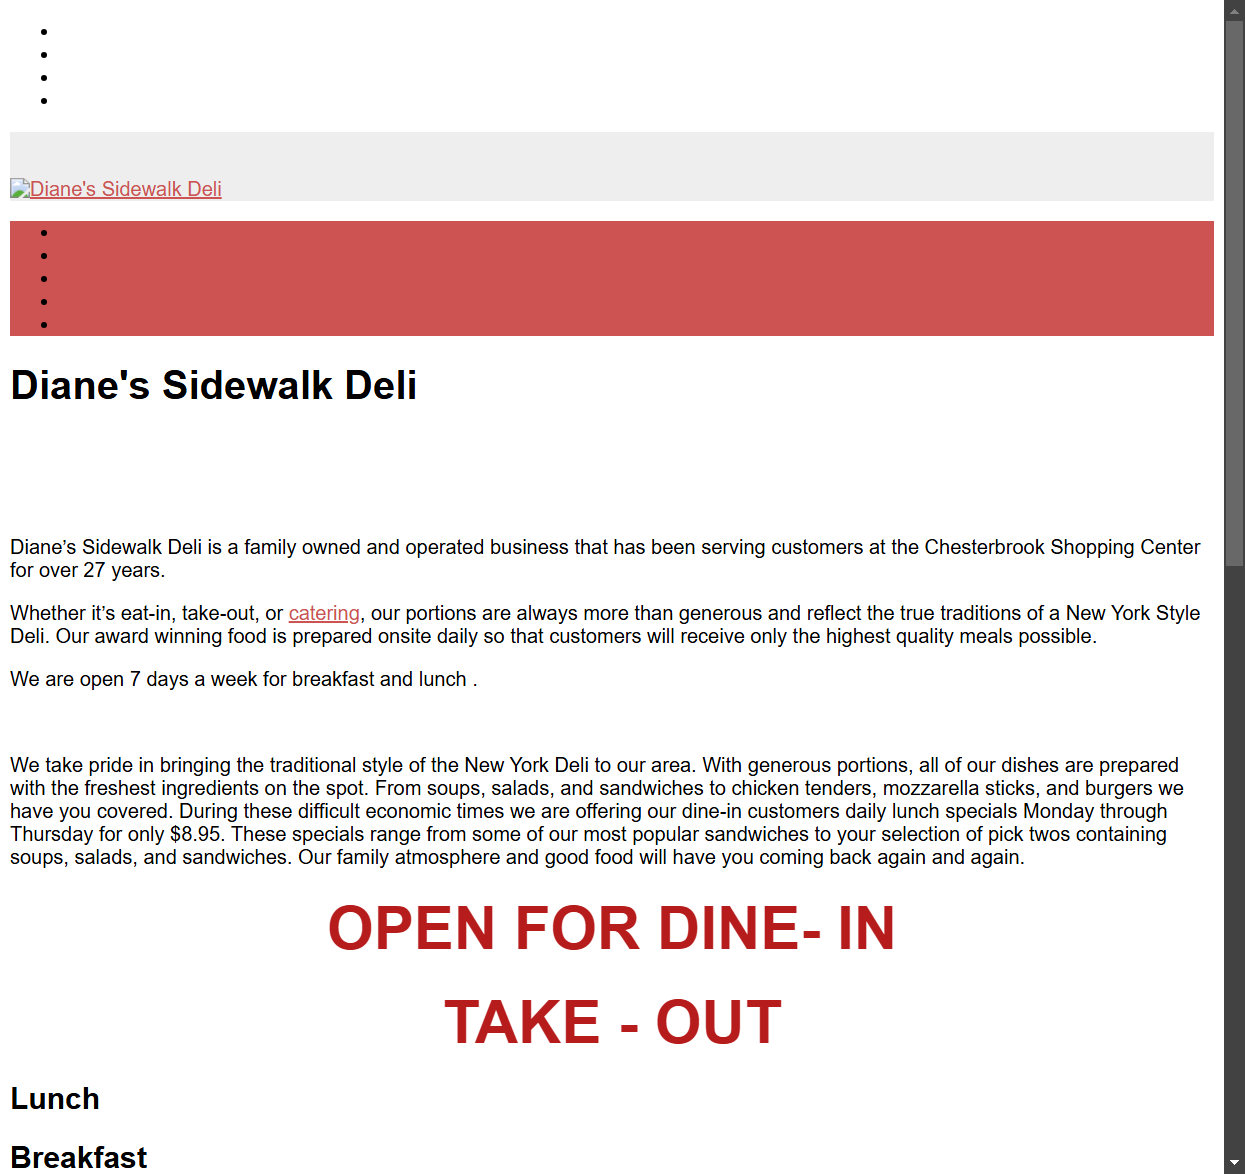 Diane's Sidewalk Deli
Diane's Sidewalk Deli
Diane’s Sidewalk Deli is a family owned and operated business that has been serving customers at the Chesterbrook Shopping Center
for over 27 years.
Whether it’s eat-in, take-out, or catering, our portions are always more than generous and reflect the true traditions of a New York Style
Deli. Our award winning food is prepared onsite daily so that customers will receive only the highest quality meals possible.
We are open 7 days a week for breakfast and lunch .
We take pride in bringing the traditional style of the New York Deli to our area. With generous portions, all of our dishes are prepared
with the freshest ingredients on the spot. From soups, salads, and sandwiches to chicken tenders, mozzarella sticks, and burgers we
have you covered. During these difficult economic times we are offering our dine-in customers daily lunch specials Monday through
Thursday for only $8.95. These specials range from some of our most popular sandwiches to your selection of pick twos containing
soups, salads, and sandwiches. Our family atmosphere and good food will have you coming back again and again.
OPEN FOR DINE- IN
TAKE - OUT
Lunch
Breakfast